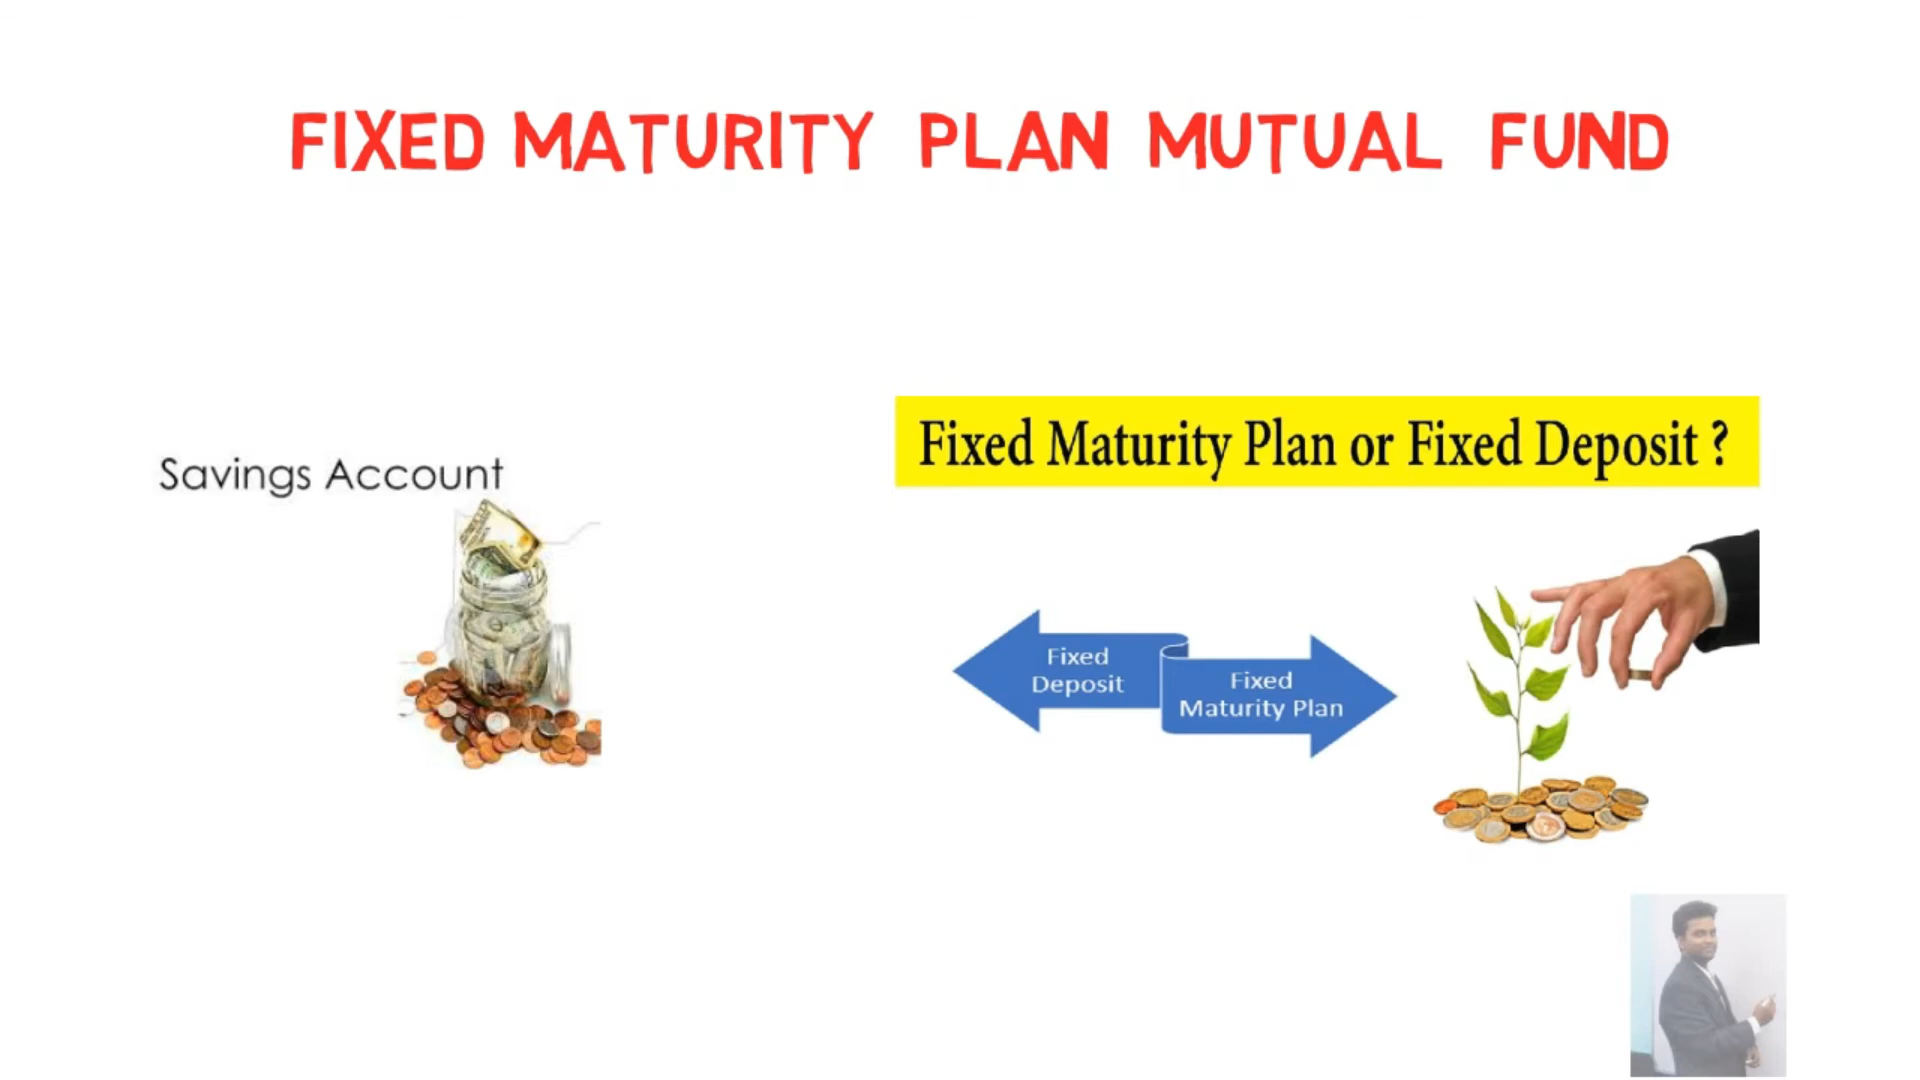 FIXED MATURITY PLAN MUTUAL FUND
Savings Account
Fixed Maturity Plan or Fixed Deposit ?
Fixed
Deposit
Fixed
Maturity Plan